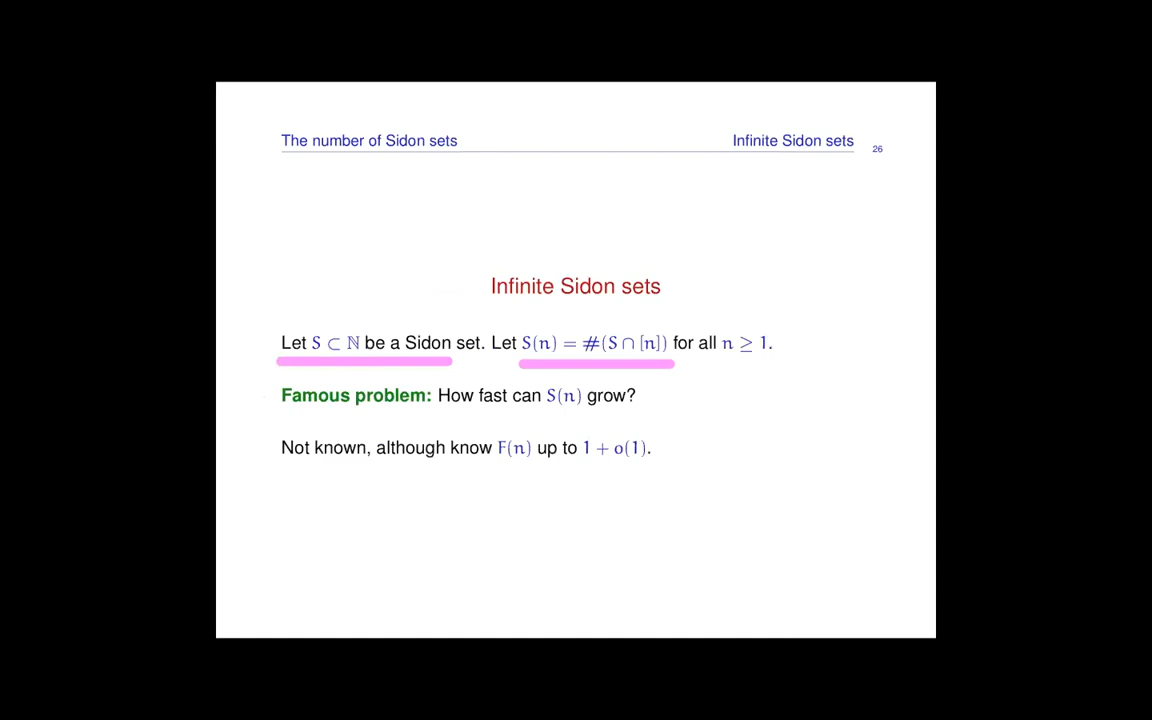 The number of Sidon sets
Infinite Sidon sets
26
Infinite Sidon sets
Let S ⊂ ℕ be a Sidon set. Let S(n) = #(S ∩ [n]) for all n ≥ 1.
Famous problem: How fast can S(n) grow?
Not known, although know F(n) up to 1 + o(1).